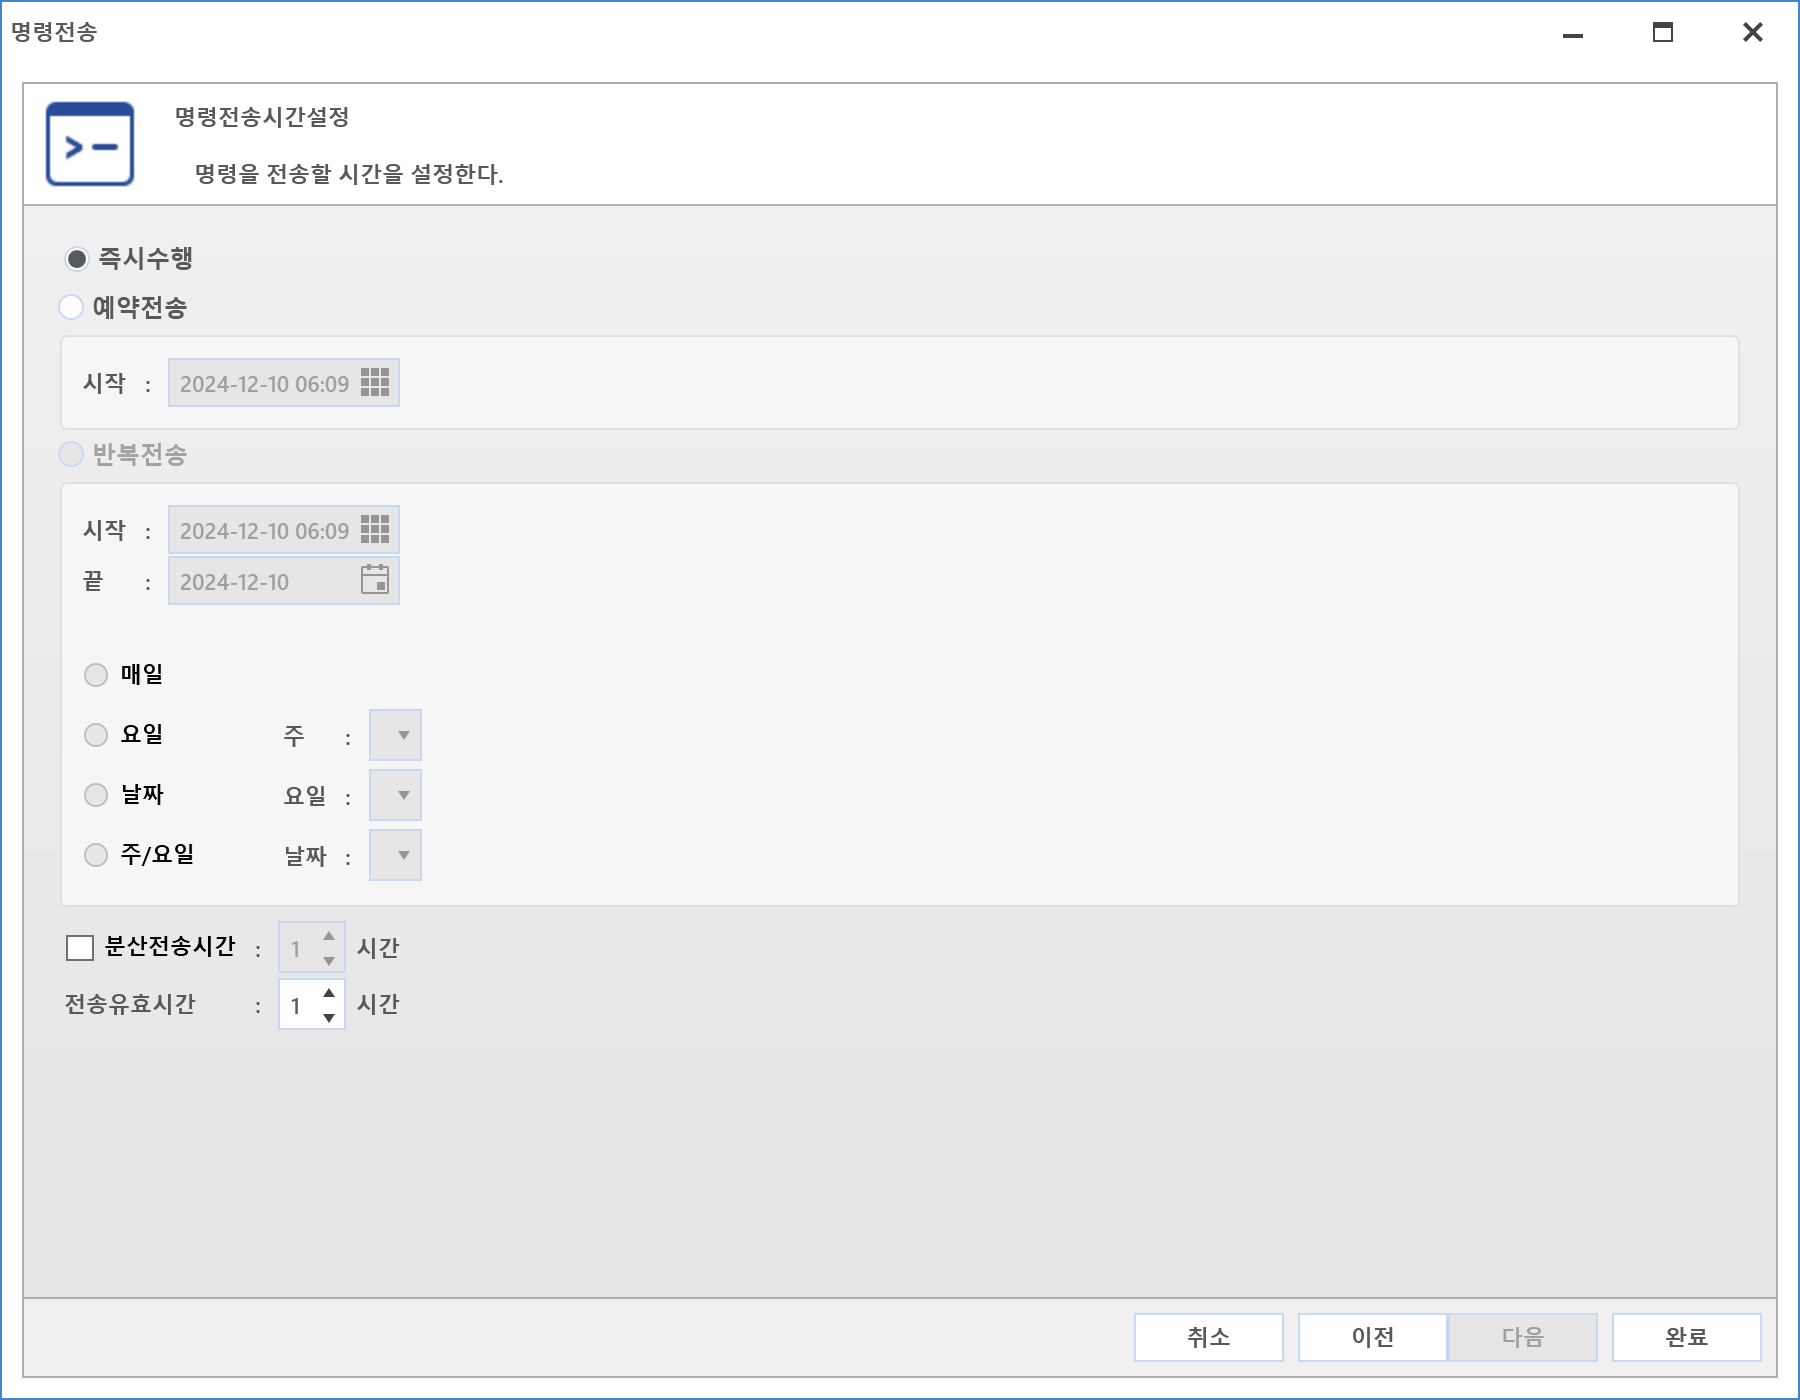 명령전송
명령전송시간설정
명령을 전송할 시간을 설정한다.
즉시수행
예약전송
시작 : 2024-12-10 06:09
반복전송
시작 : 2024-12-10 06:09
끝 : 2024-12-10
매일
요일 주 :
날짜 요일 :
주/요일 날짜 :
분산전송시간 : 1 시간
전송유효시간 : 1 시간
취소 이전 다음 완료